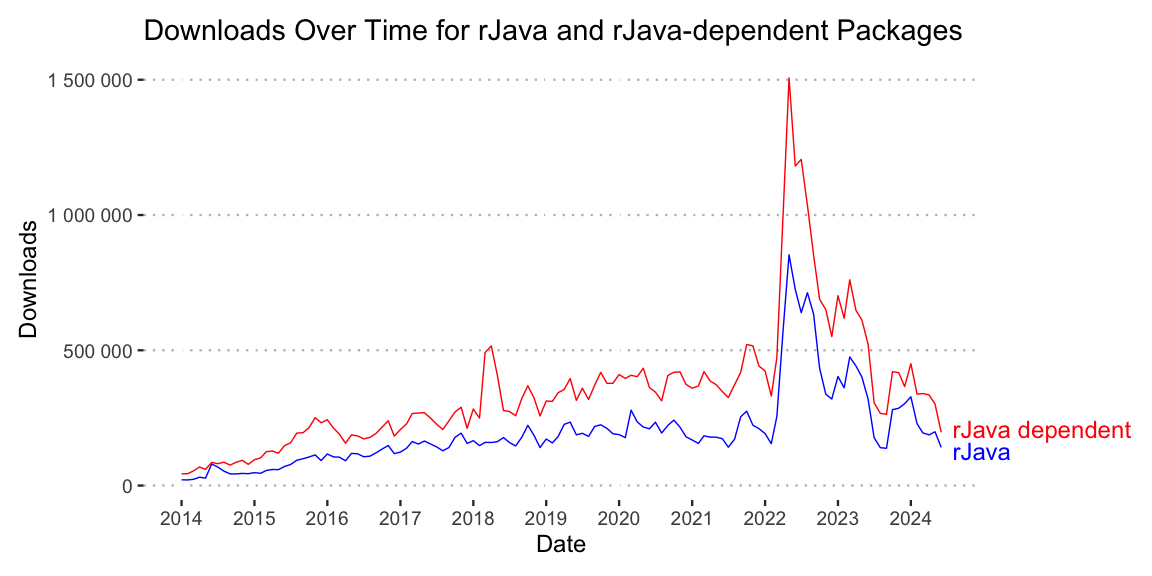 Downloads Over Time for rJava and rJava-dependent Packages
1 500 000
1 000 000
500 000
0
Downloads
rJava dependent
rJava
2014 2015 2016 2017 2018 2019 2020 2021 2022 2023 2024
Date